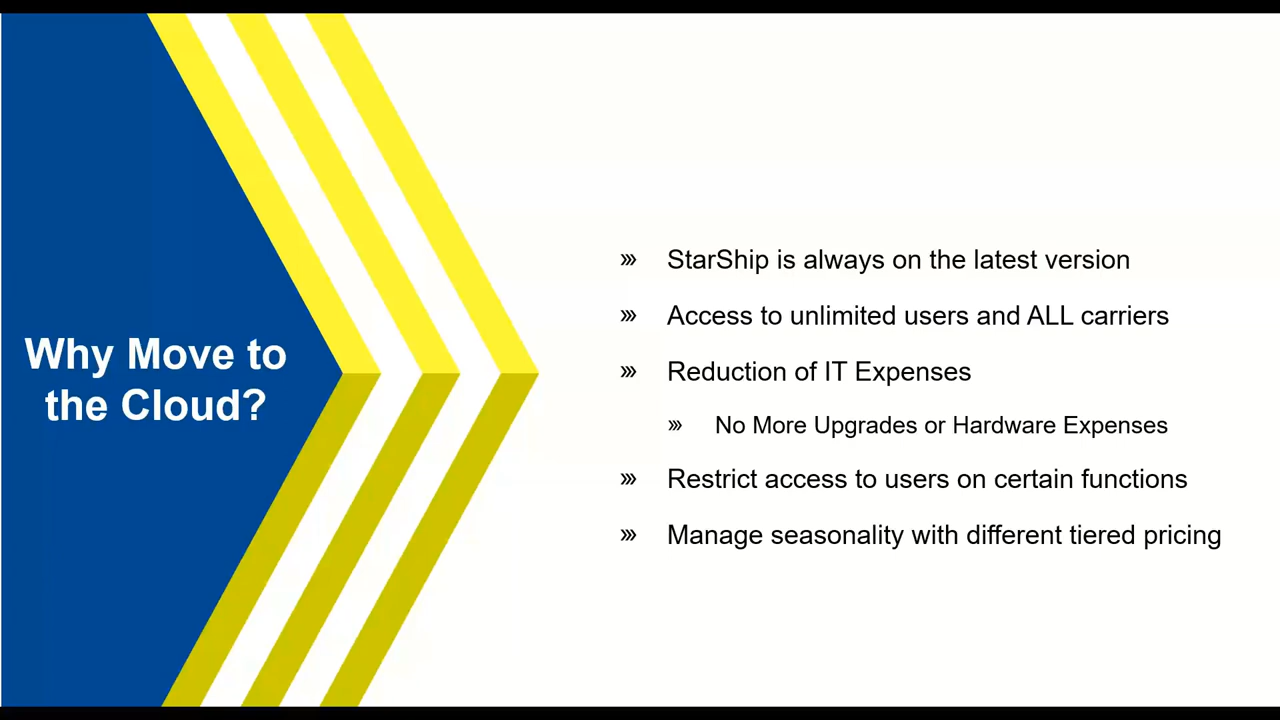 Why Move to
the Cloud?
StarShip is always on the latest version
Access to unlimited users and ALL carriers
Reduction of IT Expenses
No More Upgrades or Hardware Expenses
Restrict access to users on certain functions
Manage seasonality with different tiered pricing